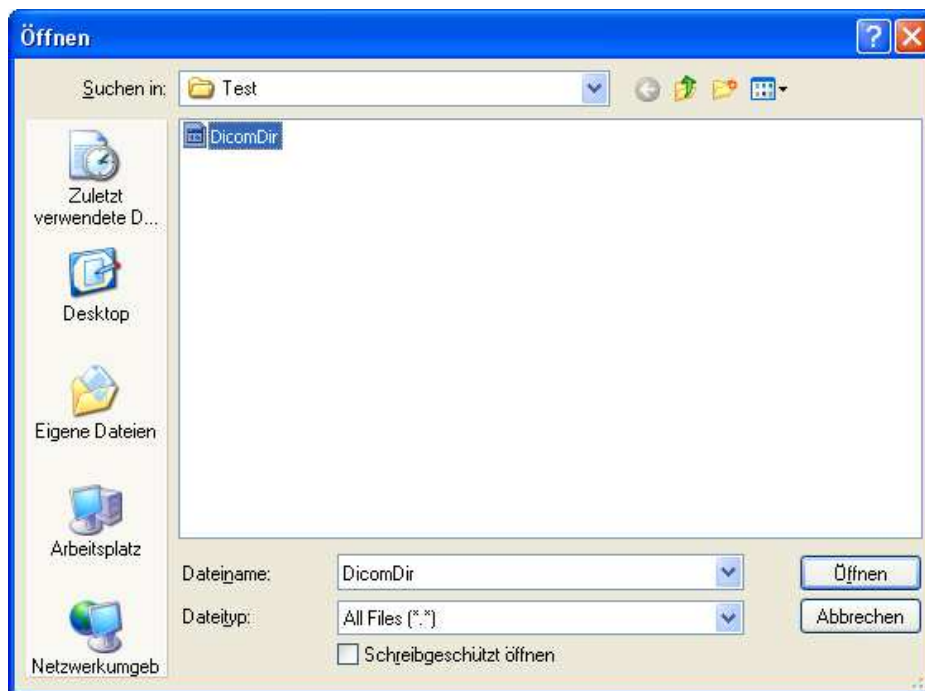 Öffnen
Suchen in:
Test
DicomDir
Zuletzt
verwendete D...
Desktop
Eigene Dateien
Arbeitsplatz
Netzwerkumgeb
Dateiname:
DicomDir
Öffnen
Dateityp:
All Files (*.*)
Abbrechen
Schreibgeschützt öffnen